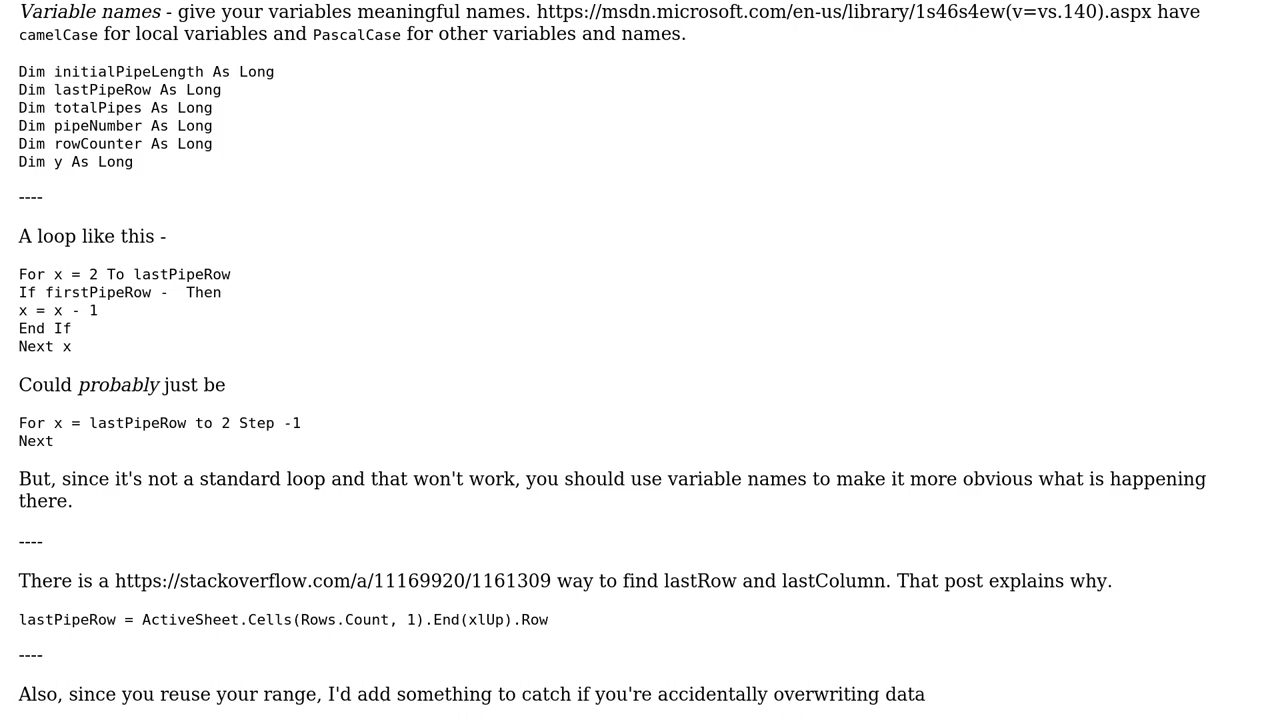 Variable names - give your variables meaningful names. https://msdn.microsoft.com/en-us/library/1s46s4ew(v=vs.140).aspx have
camelCase for local variables and PascalCase for other variables and names.
Dim initialPipeLength As Long
Dim lastPipeRow As Long
Dim totalPipes As Long
Dim pipeNumber As Long
Dim rowCounter As Long
Dim y As Long
----
A loop like this -
For x = 2 To lastPipeRow
If firstPipeRow -  Then
x = x - 1
End If
Next x
Could probably just be
For x = lastPipeRow to 2 Step -1
Next
But, since it's not a standard loop and that won't work, you should use variable names to make it more obvious what is happening
there.
----
There is a https://stackoverflow.com/a/11169920/1161309 way to find lastRow and lastColumn. That post explains why.
lastPipeRow = ActiveSheet.Cells(Rows.Count, 1).End(xlUp).Row
----
Also, since you reuse your range, I'd add something to catch if you're accidentally overwriting data